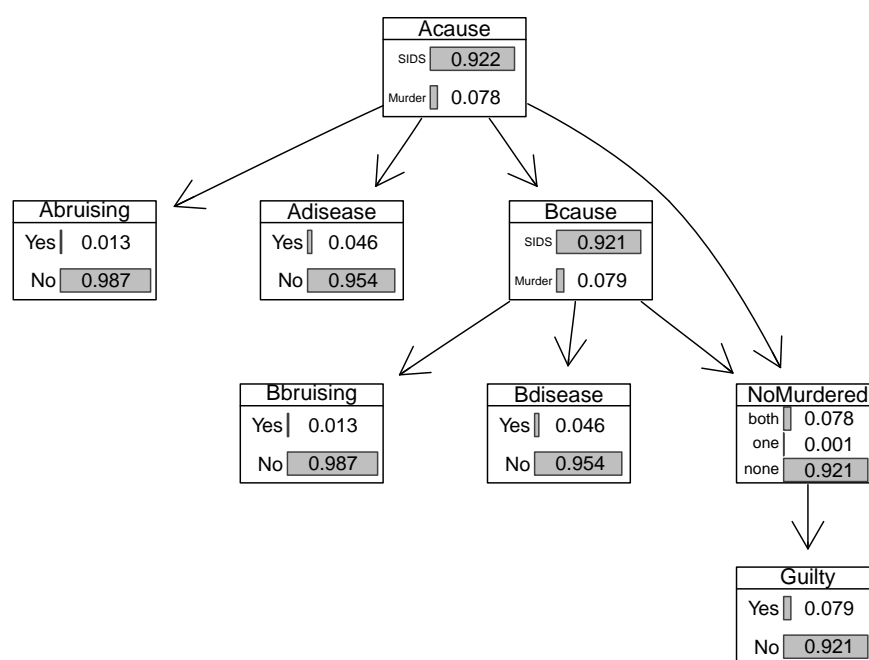 Acause
SIDS 0.922
Murder 0.078
Abruising
Yes 0.013
No 0.987
Adisease
Yes 0.046
No 0.954
Bcause
SIDS 0.921
Murder 0.079
Bbruising
Yes 0.013
No 0.987
Bdisease
Yes 0.046
No 0.954
NoMurdered
both 0.078
one 0.001
none 0.921
Guilty
Yes 0.079
No 0.921